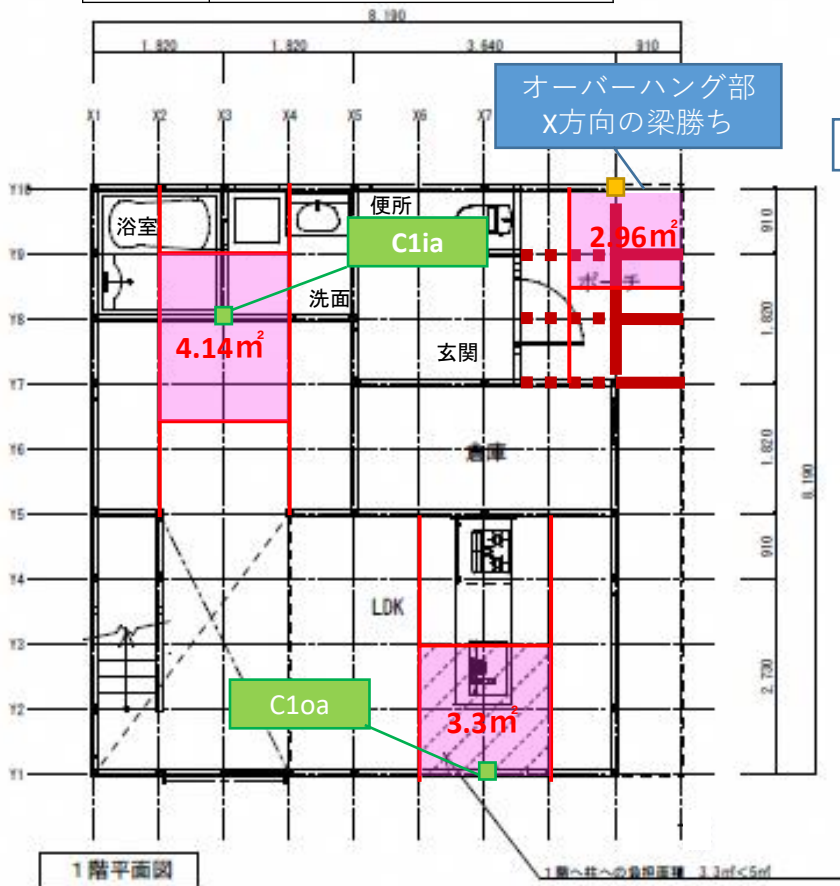 8.190
1.820 1.820 3.640 910
オーバーハング部
X方向の梁勝ち
X1 X2 X3 X4 X5 X6 X7
Y10
浴室
便所
910
2.96㎡
C1ia
Y9
ポーチ
洗面
Y8
4.14㎡
1.820
玄関
Y7
Y6
倉庫
1.820
8.190
Y5
910
Y4
LDK
Y3
2.730
C1oa
3.3㎡
Y2
Y1
1階平面図
1階へ柱への負担面積 3.3㎡<5㎡